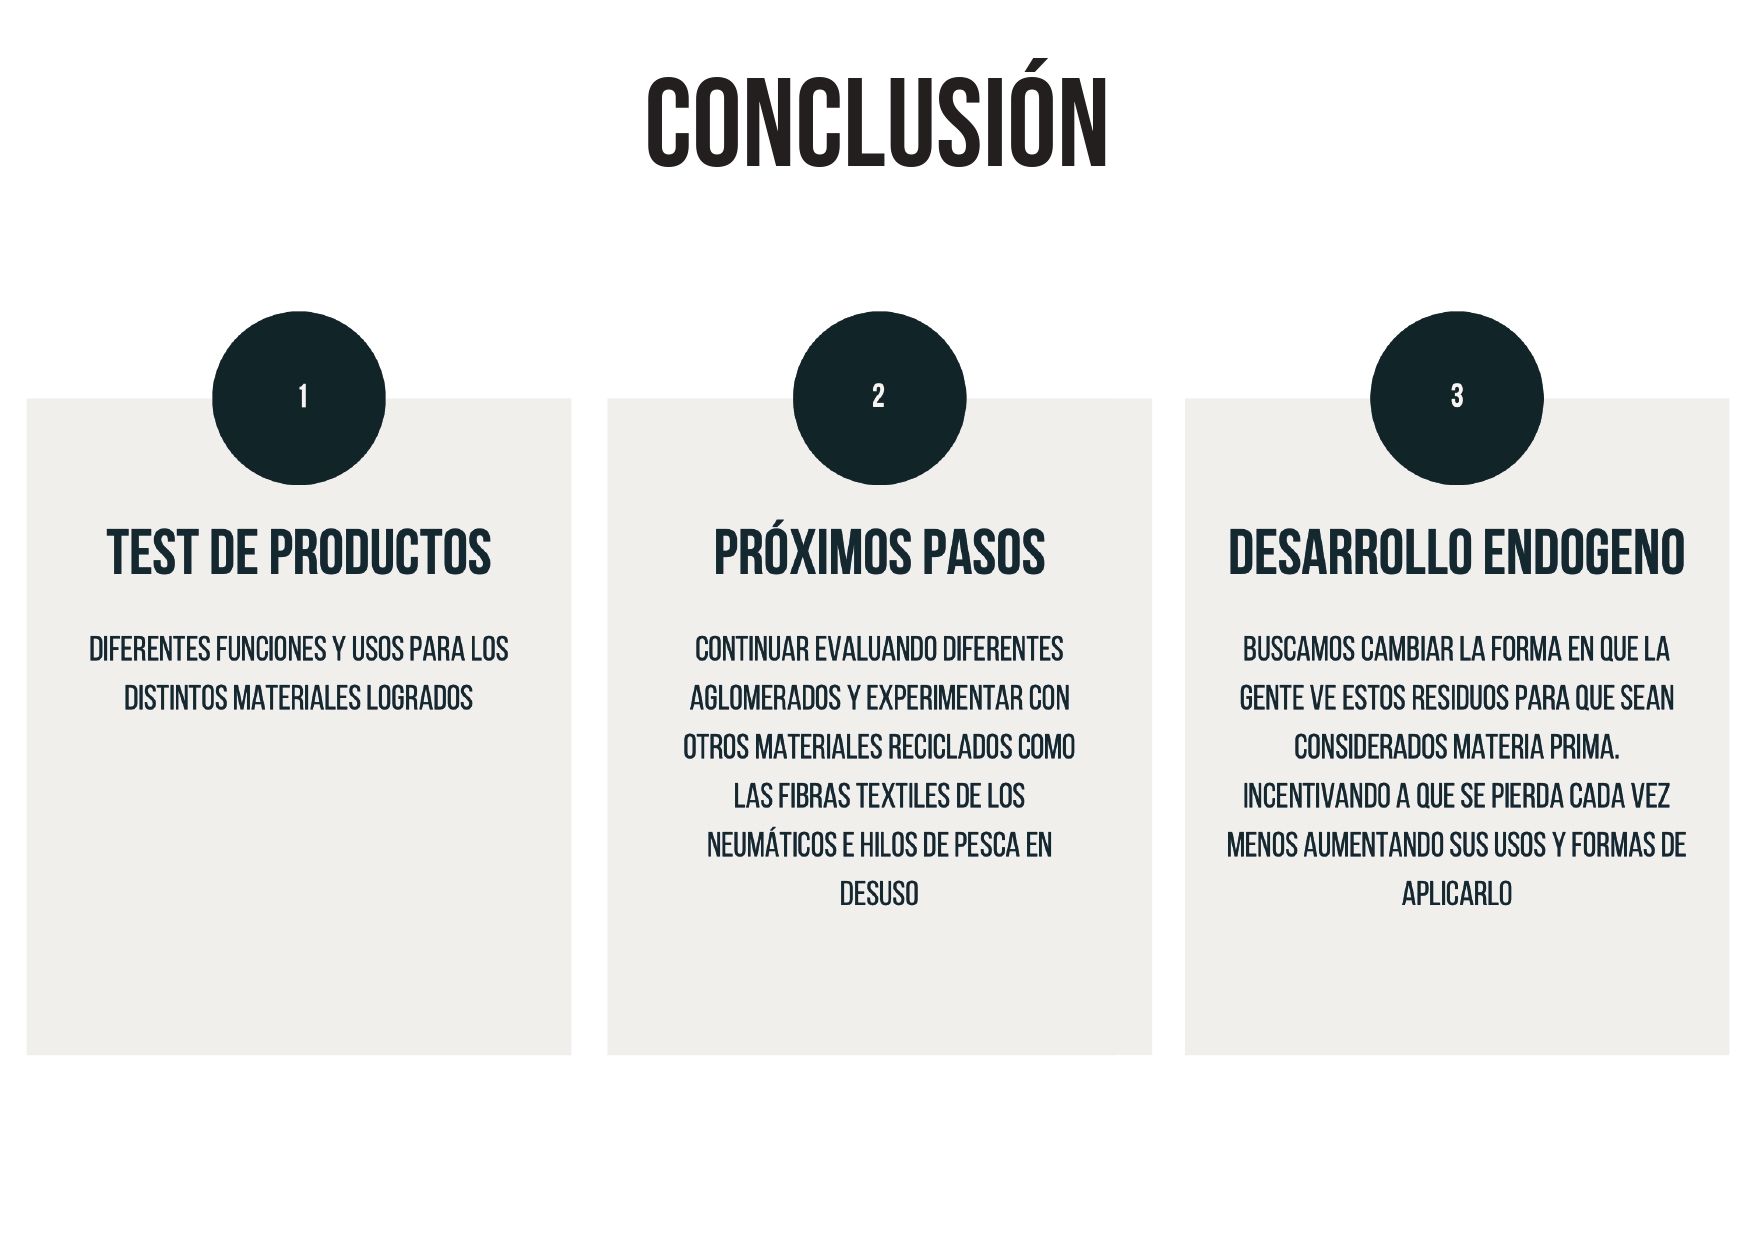 CONCLUSIÓN
1
TEST DE PRODUCTOS
DIFERENTES FUNCIONES Y USOS PARA LOS
DISTINTOS MATERIALES LOGRADOS
2
PRÓXIMOS PASOS
CONTINUAR EVALUANDO DIFERENTES
AGLOMERADOS Y EXPERIMENTAR CON
OTROS MATERIALES RECICLADOS COMO
LAS FIBRAS TEXTILES DE LOS
NEUMÁTICOS E HILOS DE PESCA EN
DESUSO
3
DESARROLLO ENDOGENO
BUSCAMOS CAMBIAR LA FORMA EN QUE LA
GENTE VE ESTOS RESIDUOS PARA QUE SEAN
CONSIDERADOS MATERIA PRIMA.
INCENTIVANDO A QUE SE PIERDA CADA VEZ
MENOS AUMENTANDO SUS USOS Y FORMAS DE
APLICARLO